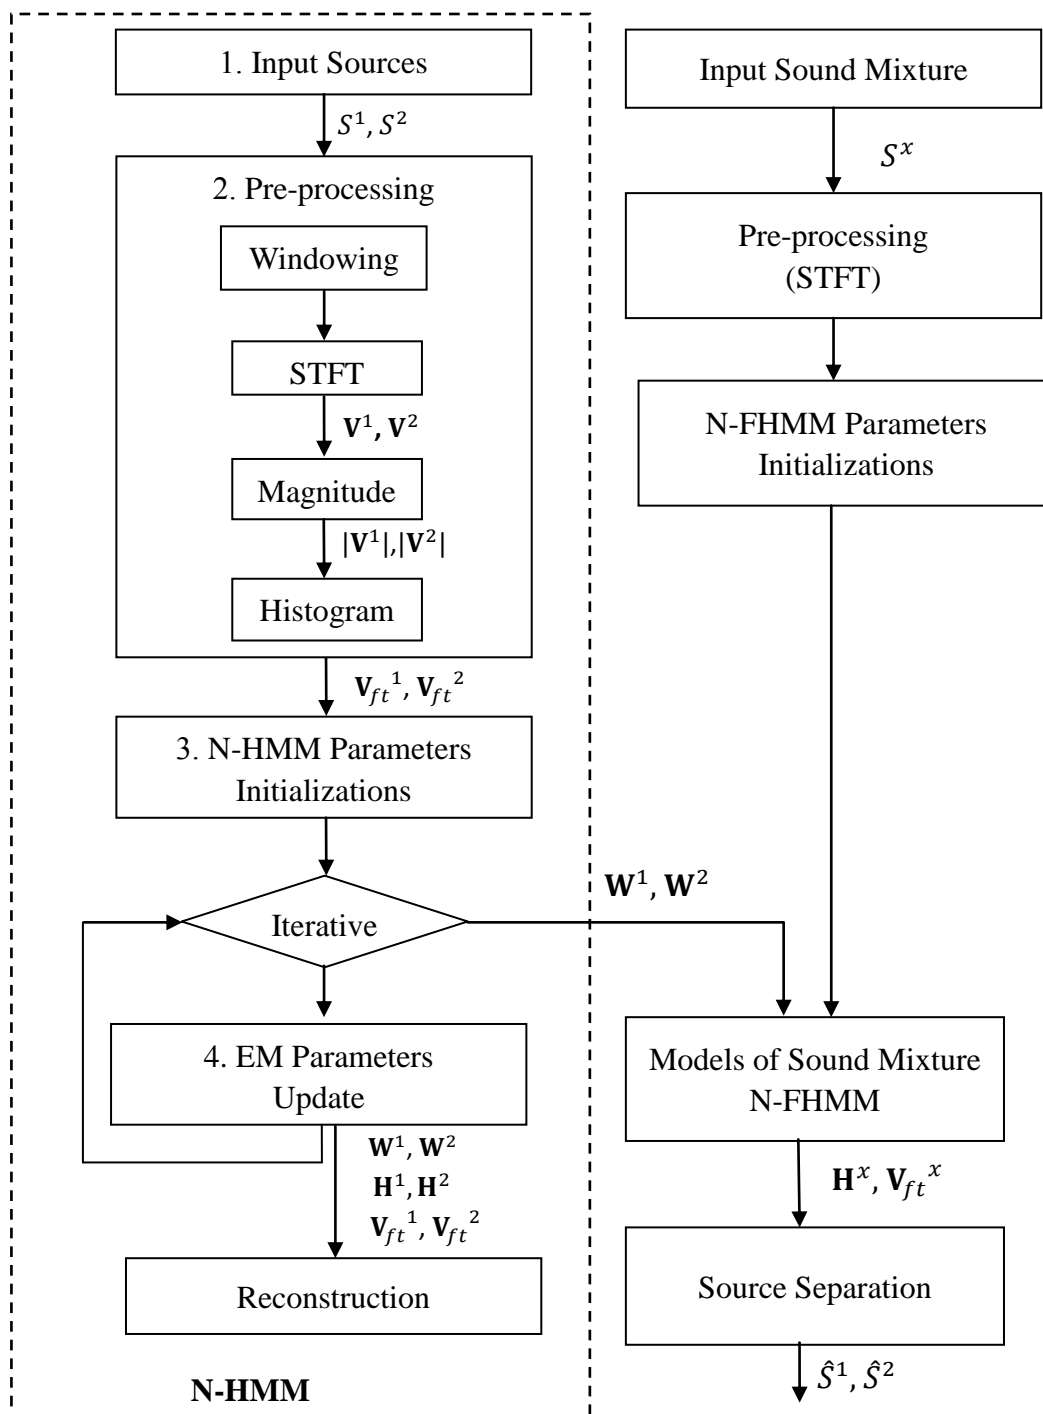 1. Input Sources
S¹, S²
2. Pre-processing
Windowing
STFT
V¹, V²
Magnitude
|V¹|,|V²|
Histogram
V_ft¹, V_ft²
3. N-HMM Parameters
Initializations
Iterative
4. EM Parameters
Update
W¹, W²
H¹, H²
V_ft¹, V_ft²
Reconstruction
N-HMM
W¹, W²
Input Sound Mixture
Sˣ
Pre-processing
(STFT)
N-FHMM Parameters
Initializations
Models of Sound Mixture
N-FHMM
Hˣ, V_ftˣ
Source Separation
Ŝ¹, Ŝ²